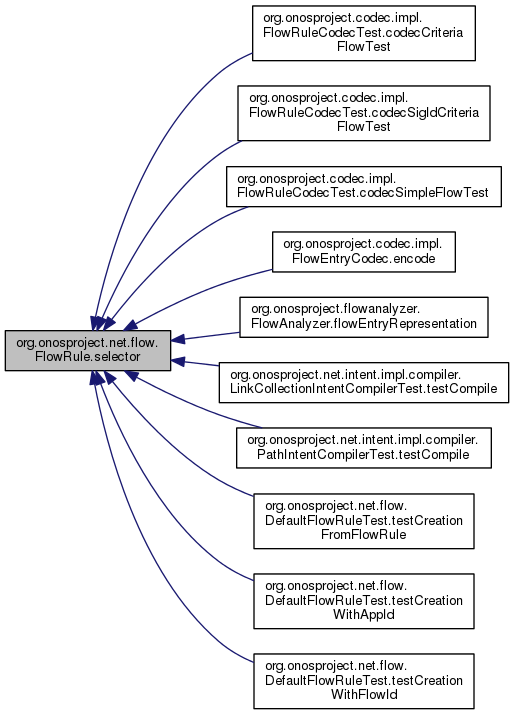 org.onosproject.codec.impl.
FlowRuleCodecTest.codecCriteria
FlowTest
org.onosproject.codec.impl.
FlowRuleCodecTest.codecSigIdCriteria
FlowTest
org.onosproject.codec.impl.
FlowRuleCodecTest.codecSimpleFlowTest
org.onosproject.codec.impl.
FlowEntryCodec.encode
org.onosproject.flowanalyzer.
FlowAnalyzer.flowEntryRepresentation
org.onosproject.net.flow.
FlowRule.selector
org.onosproject.net.intent.impl.compiler.
LinkCollectionIntentCompilerTest.testCompile
org.onosproject.net.intent.impl.compiler.
PathIntentCompilerTest.testCompile
org.onosproject.net.flow.
DefaultFlowRuleTest.testCreation
FromFlowRule
org.onosproject.net.flow.
DefaultFlowRuleTest.testCreation
WithAppId
org.onosproject.net.flow.
DefaultFlowRuleTest.testCreation
WithFlowId